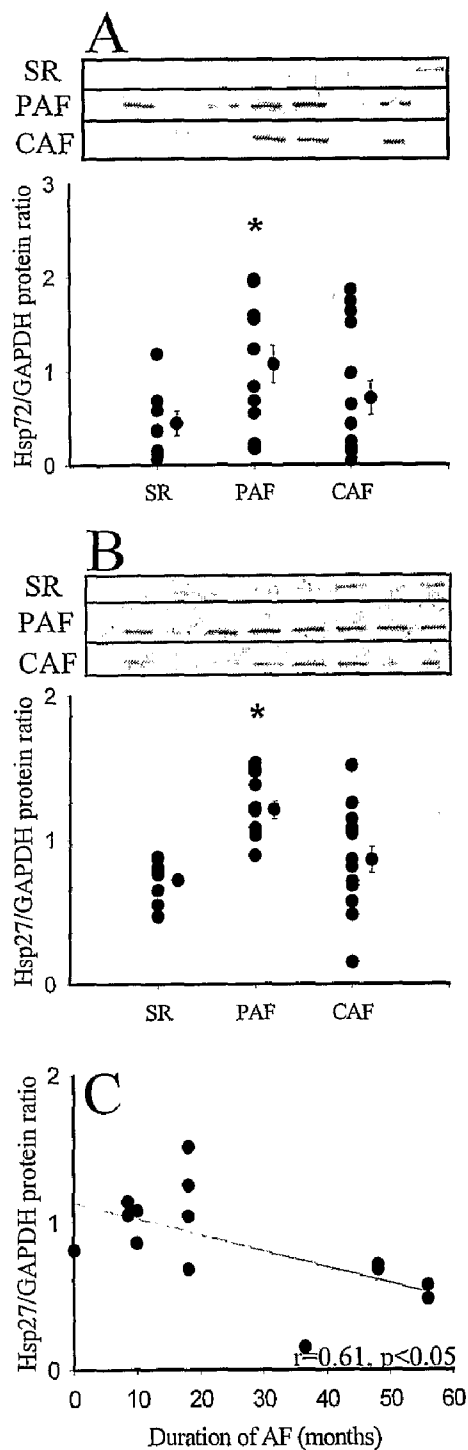 A
SR
PAF
CAF
Hsp72/GAPDH protein ratio
3
2
1
0
*
SR PAF CAF
B
SR
PAF
CAF
Hsp27/GAPDH protein ratio
2
1
0
*
SR PAF CAF
C
Hsp27/GAPDH protein ratio
2
1
0
r=0.61, p<0.05
0 10 20 30 40 50 60
Duration of AF (months)